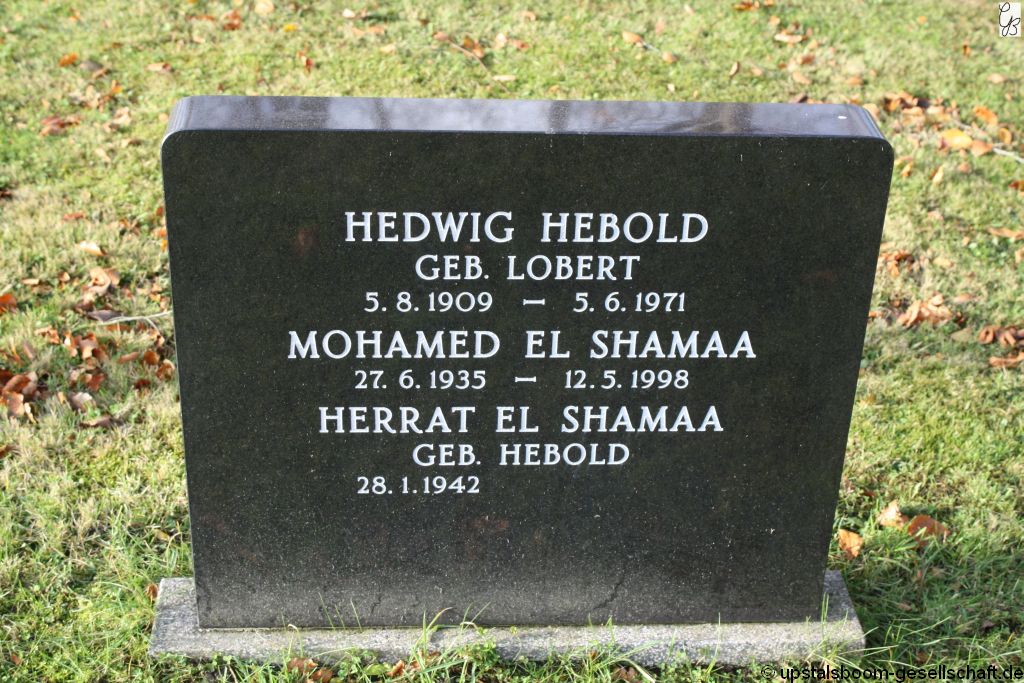 HEDWIG HEBOLD
GEB. LOBERT
5. 8. 1909 – 5. 6. 1971
MOHAMED EL SHAMAA
27. 6. 1935 – 12. 5. 1998
HERRAT EL SHAMAA
GEB. HEBOLD
28. 1. 1942
© upstalsboom-gesellschaft.de